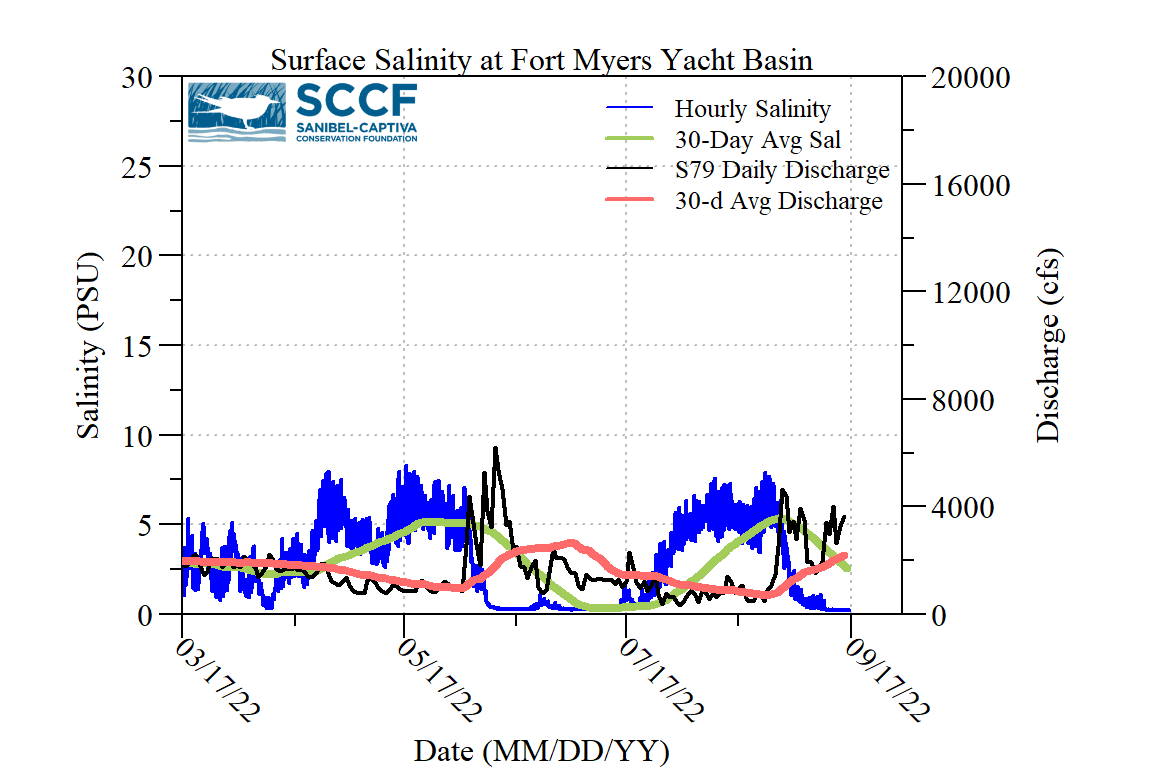 Surface Salinity at Fort Myers Yacht Basin
SCCF
SANIBEL-CAPTIVA
CONSERVATION FOUNDATION
Hourly Salinity
30-Day Avg Sal
S79 Daily Discharge
30-d Avg Discharge
30
25
20
15
10
5
0
Salinity (PSU)
20000
16000
12000
8000
4000
0
Discharge (cfs)
03/17/22
05/17/22
07/17/22
09/17/22
Date (MM/DD/YY)